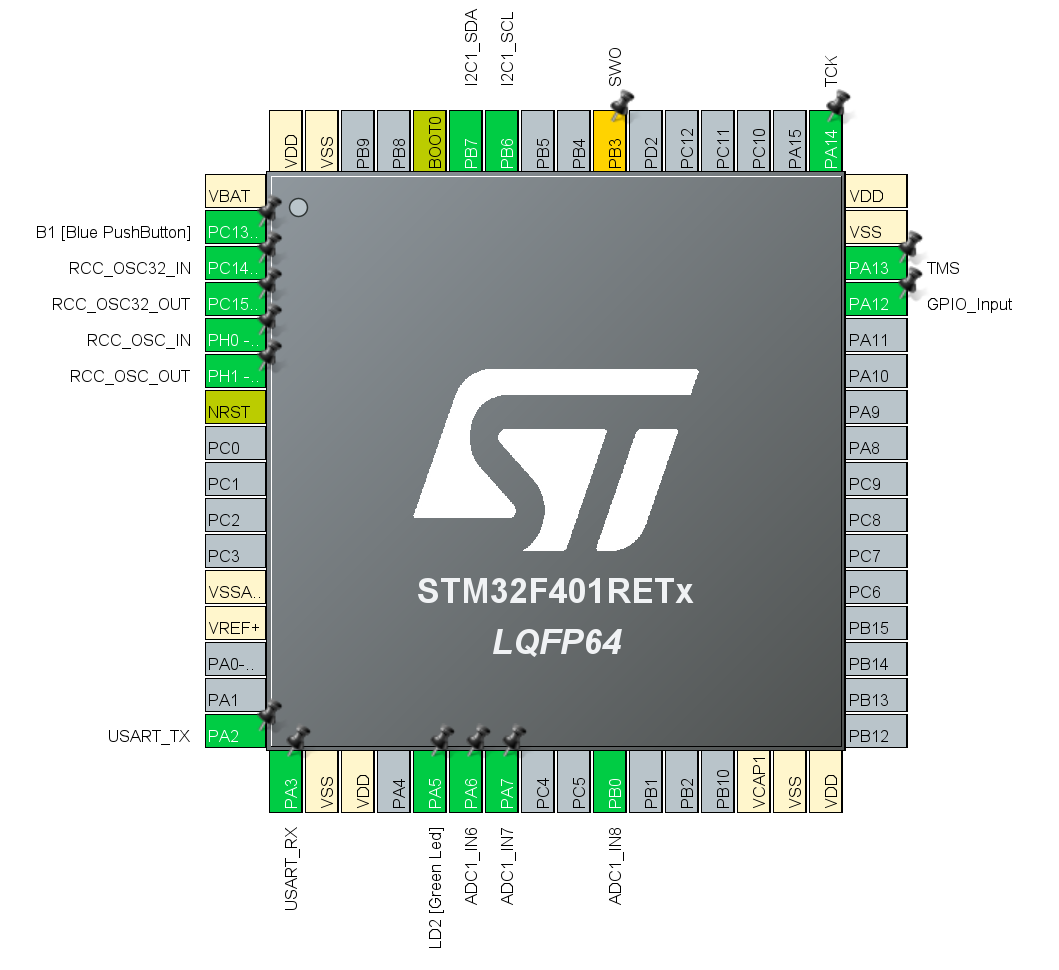 I2C1_SDA
I2C1_SCL
SWO
TCK
VDD
VSS
PB9
PB8
BOOT0
PB7
PB6
PB5
PB4
PB3
PD2
PC12
PC11
PC10
PA15
PA14
VBAT
B1 [Blue PushButton] PC13..
RCC_OSC32_IN PC14..
RCC_OSC32_OUT PC15..
RCC_OSC_IN PH0 -..
RCC_OSC_OUT PH1 -..
NRST
PC0
PC1
PC2
PC3
VSSA..
VREF+
PA0-..
PA1
USART_TX PA2
ST
STM32F401RETx
LQFP64
VDD
VSS
PA13 TMS
PA12 GPIO_Input
PA11
PA10
PA9
PA8
PC9
PC8
PC7
PC6
PB15
PB14
PB13
PB12
PA3
VSS
VDD
PA4
PA5
PA6
PA7
PC4
PC5
PB0
PB1
PB2
PB10
VCAP1
VSS
VDD
USART_RX
LD2 [Green Led]
ADC1_IN6
ADC1_IN7
ADC1_IN8